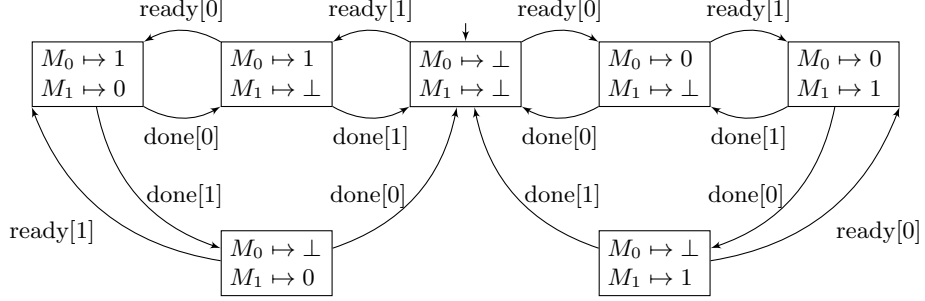 ready[0]
ready[1]
ready[0]
ready[1]
M₀ ↦ 1
M₁ ↦ 0
M₀ ↦ 1
M₁ ↦ ⊥
M₀ ↦ ⊥
M₁ ↦ ⊥
M₀ ↦ 0
M₁ ↦ ⊥
M₀ ↦ 0
M₁ ↦ 1
done[0]
done[1]
done[0]
done[1]
done[1]
done[0]
done[1]
done[0]
ready[1]
ready[0]
M₀ ↦ ⊥
M₁ ↦ 0
M₀ ↦ ⊥
M₁ ↦ 1